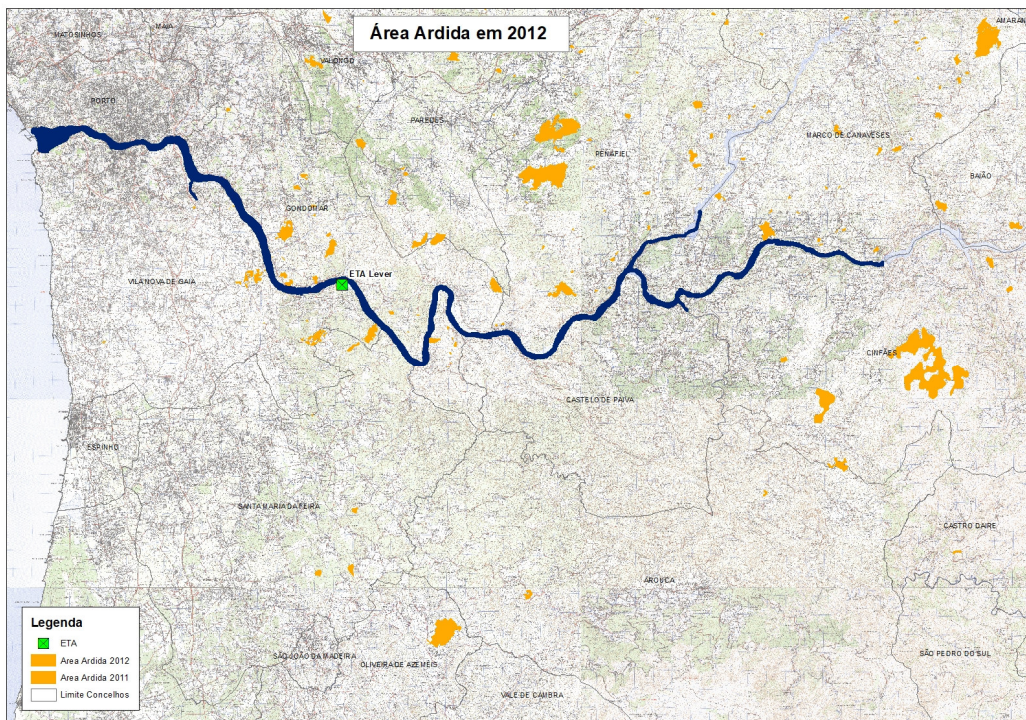 Área Ardida em 2012
MATOSINHOS
MAIA
AMARAN
VALONGO
PORTO
PAREDES
MARCO DE CANAVESES
PENAFIEL
BAIÃO
GONDOMAR
ETA Lever
VILA NOVA DE GAIA
CINFÃES
CASTELO DE PAIVA
ESPINHO
SANTA MARIA DA FEIRA
CASTRO DAIRE
AROUCA
SÃO JOÃO DA MADEIRA
OLIVEIRA DE AZEMÉIS
SÃO PEDRO DO SUL
VALE DE CAMBRA
Legenda
ETA
Area Ardida 2012
Area Ardida 2011
Limite Concelhos